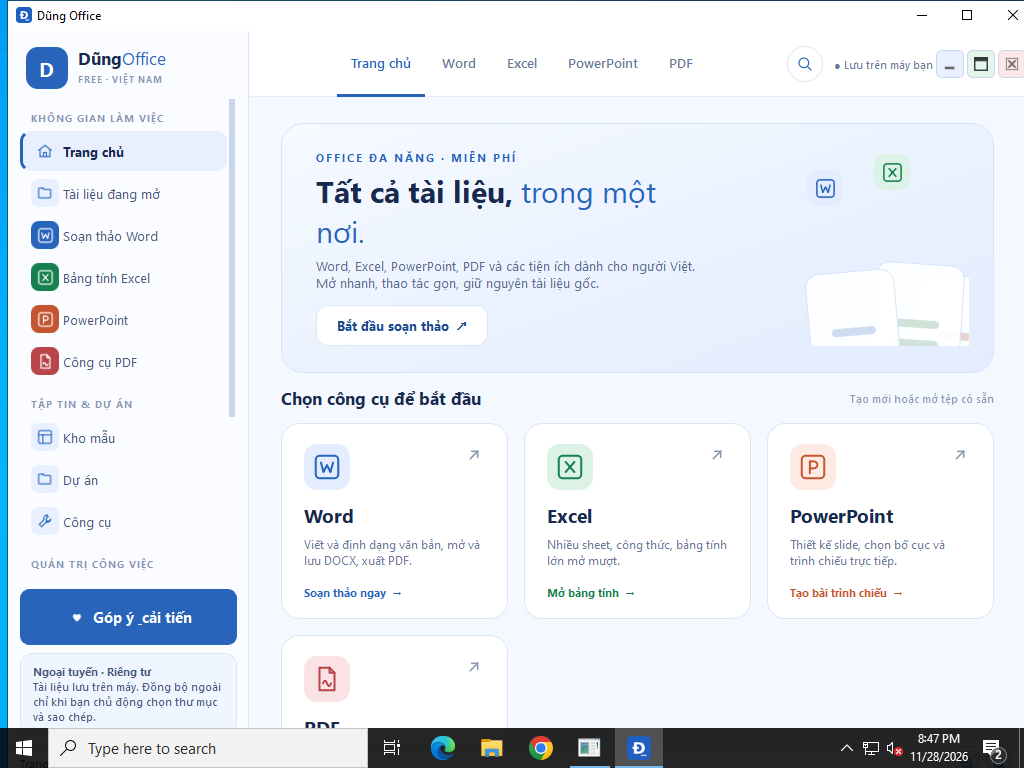 Dũng Office
D
DũngOffice
FREE · VIỆT NAM
Trang chủ
Word
Excel
PowerPoint
PDF
● Lưu trên máy bạn
KHÔNG GIAN LÀM VIỆC
Trang chủ
Tài liệu đang mở
Soạn thảo Word
Bảng tính Excel
PowerPoint
Công cụ PDF
TẬP TIN & DỰ ÁN
Kho mẫu
Dự án
Công cụ
QUẢN TRỊ CÔNG VIỆC
♥ Góp ý _cải tiến
Ngoại tuyến · Riêng tư
Tài liệu lưu trên máy. Đồng bộ ngoài
chỉ khi bạn chủ động chọn thư mục
và sao chép.
OFFICE ĐA NĂNG · MIỄN PHÍ
Tất cả tài liệu, trong một
nơi.
Word, Excel, PowerPoint, PDF và các tiện ích dành cho người Việt.
Mở nhanh, thao tác gọn, giữ nguyên tài liệu gốc.
Bắt đầu soạn thảo ↗
W
X
Chọn công cụ để bắt đầu
Tạo mới hoặc mở tệp có sẵn
W
Word
Viết và định dạng văn bản, mở và
lưu DOCX, xuất PDF.
Soạn thảo ngay →
X
Excel
Nhiều sheet, công thức, bảng tính
lớn mở mượt.
Mở bảng tính →
P
PowerPoint
Thiết kế slide, chọn bố cục và
trình chiếu trực tiếp.
Tạo bài trình chiếu →
PDF
Type here to search
8:47 PM
11/28/2026
2